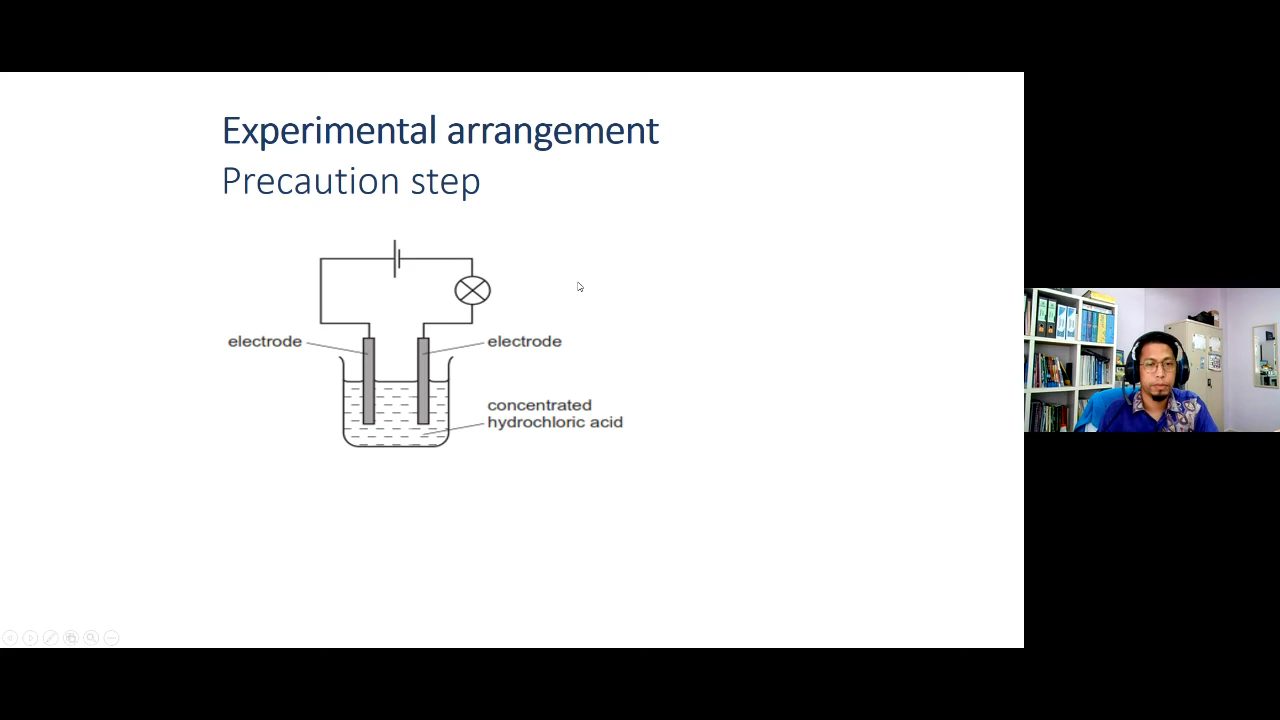 Experimental arrangement
Precaution step
electrode
electrode
concentrated
hydrochloric acid